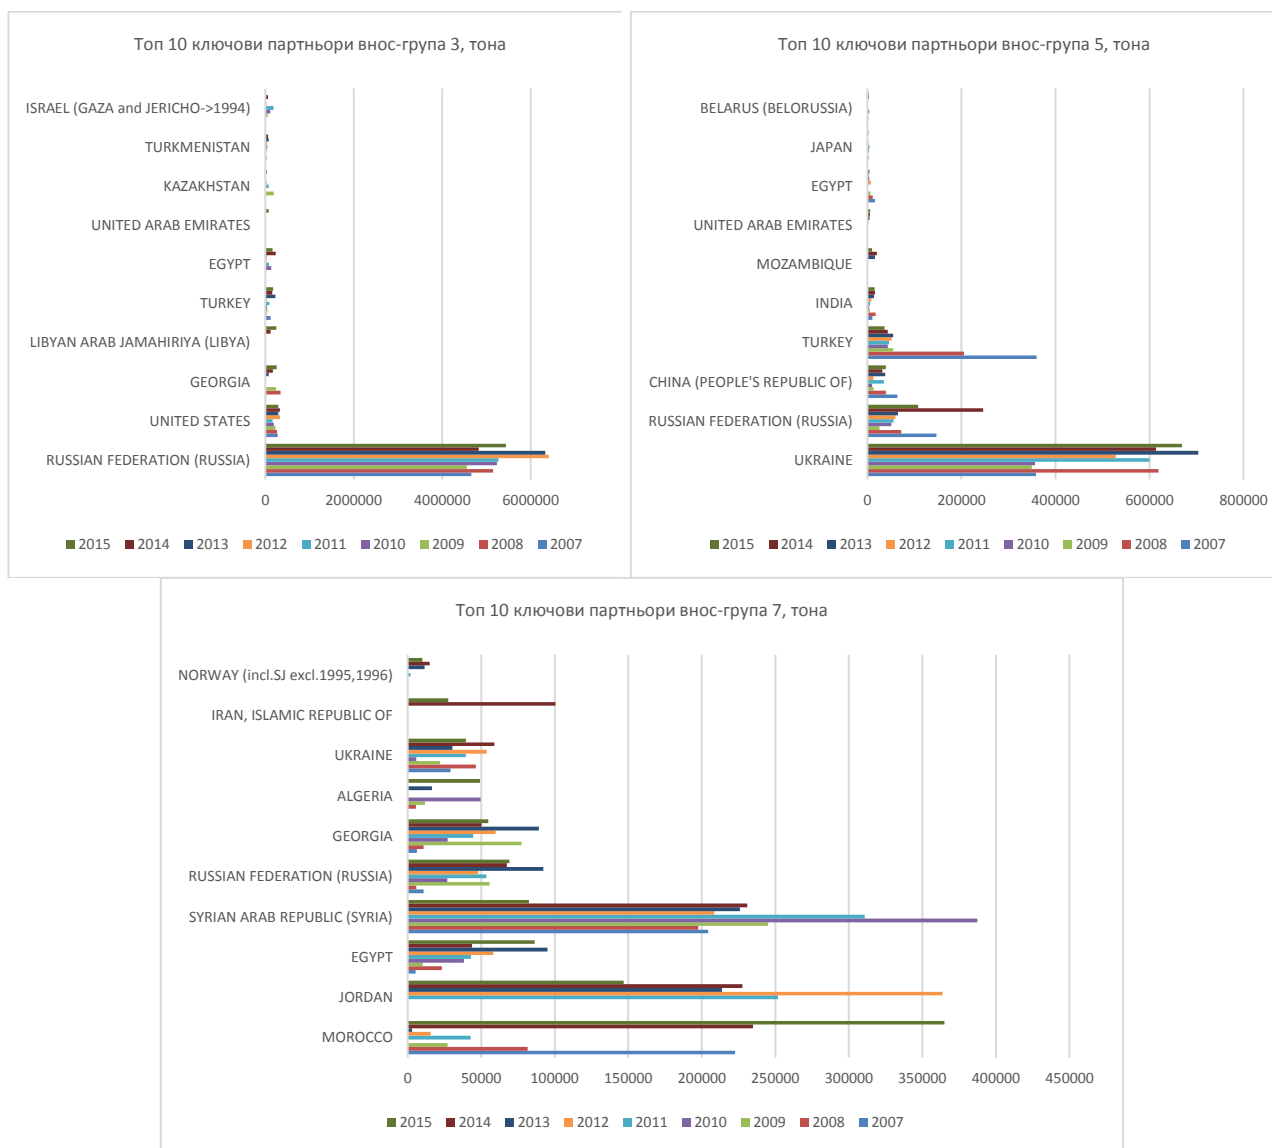 Топ 10 ключови партньори внос-група 3, тона
ISRAEL (GAZA and JERICHO->1994)
TURKMENISTAN
KAZAKHSTAN
UNITED ARAB EMIRATES
EGYPT
TURKEY
LIBYAN ARAB JAMAHIRIYA (LIBYA)
GEORGIA
UNITED STATES
RUSSIAN FEDERATION (RUSSIA)
0 2000000 4000000 6000000
2015 2014 2013 2012 2011 2010 2009 2008 2007
Топ 10 ключови партньори внос-група 5, тона
BELARUS (BELORUSSIA)
JAPAN
EGYPT
UNITED ARAB EMIRATES
MOZAMBIQUE
INDIA
TURKEY
CHINA (PEOPLE'S REPUBLIC OF)
RUSSIAN FEDERATION (RUSSIA)
UKRAINE
0 200000 400000 600000 800000
2015 2014 2013 2012 2011 2010 2009 2008 2007
Топ 10 ключови партньори внос-група 7, тона
NORWAY (incl.SJ excl.1995,1996)
IRAN, ISLAMIC REPUBLIC OF
UKRAINE
ALGERIA
GEORGIA
RUSSIAN FEDERATION (RUSSIA)
SYRIAN ARAB REPUBLIC (SYRIA)
EGYPT
JORDAN
MOROCCO
0 50000 100000 150000 200000 250000 300000 350000 400000 450000
2015 2014 2013 2012 2011 2010 2009 2008 2007